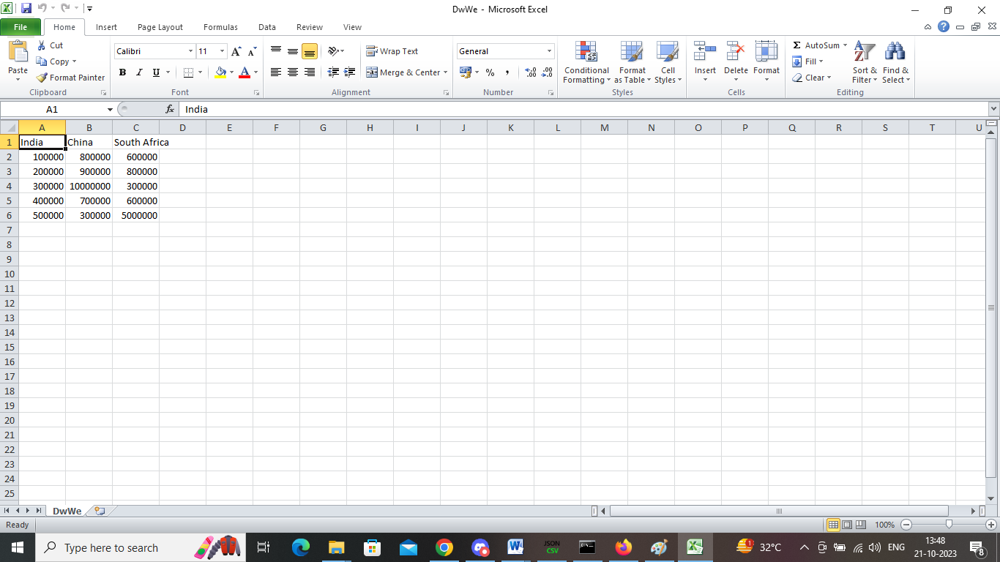 DwWe - Microsoft Excel
File Home Insert Page Layout Formulas Data Review View
Paste
Cut
Copy
Format Painter
Clipboard
Calibri 11 A A
B I U A
Font
Wrap Text
Merge & Center
Alignment
General
% , .00 .0
Number
Conditional Formatting
Format as Table
Cell Styles
Styles
Insert Delete Format
Cells
Σ AutoSum
Fill
Clear
Sort & Filter
Find & Select
Editing
A1 fx India
A B C D E F G H I J K L M N O P Q R S T U
1 India China South Africa
2 100000 800000 600000
3 200000 900000 800000
4 300000 10000000 300000
5 400000 700000 600000
6 500000 300000 5000000
7
8
9
10
11
12
13
14
15
16
17
18
19
20
21
22
23
24
25
DwWe
Ready 100%
Type here to search
JSON
CSV
1 32°C ENG
13:48
21-10-2023
8